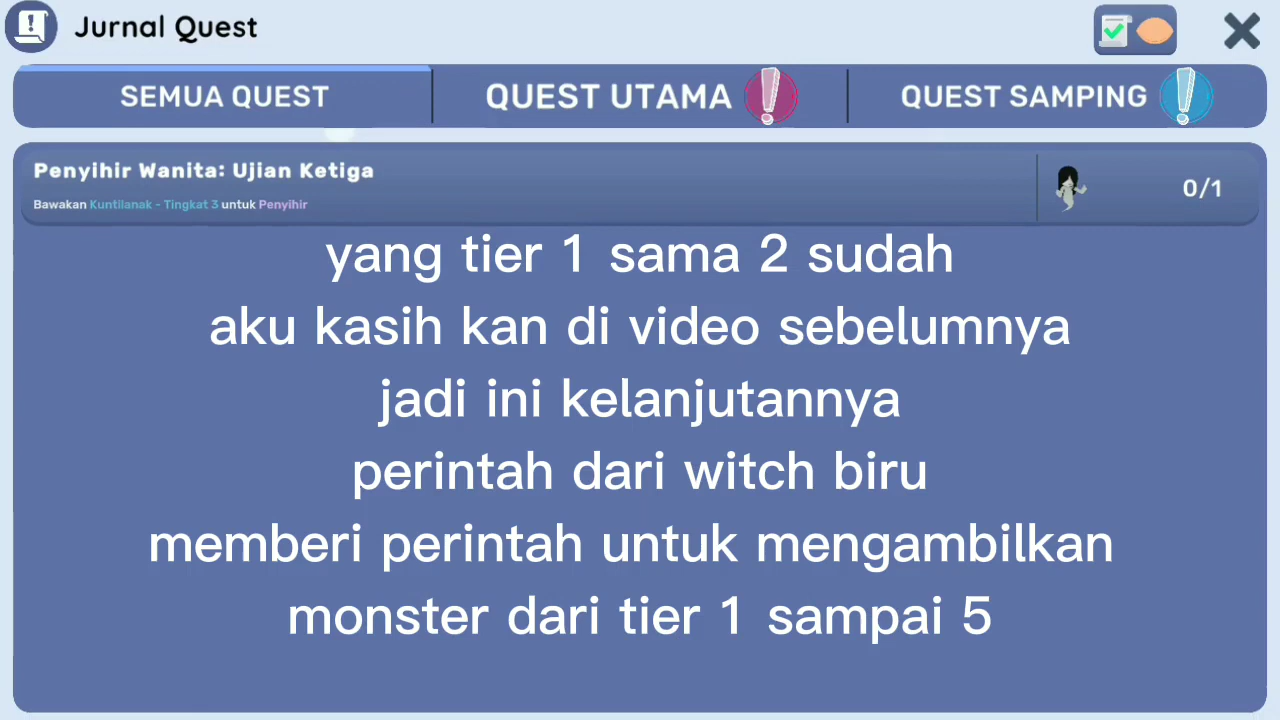 Jurnal Quest
SEMUA QUEST
QUEST UTAMA
QUEST SAMPING
Penyihir Wanita: Ujian Ketiga
Bawakan Kuntilanak - Tingkat 3 untuk Penyihir
0/1
yang tier 1 sama 2 sudah
aku kasih kan di video sebelumnya
jadi ini kelanjutannya
perintah dari witch biru
memberi perintah untuk mengambilkan
monster dari tier 1 sampai 5